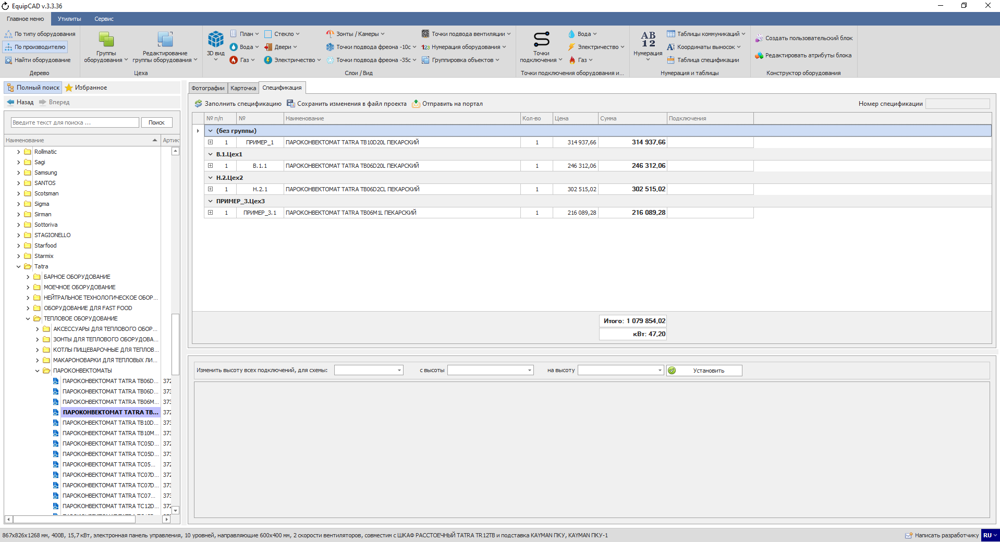 EquipCAD v.3.3.36
Главное меню Утилиты Сервис
По типу оборудования
По производителю
Найти оборудование
Дерево
Группы оборудования
Редактирование группы оборудования
Цеха
3D вид
План
Вода
Газ
Стекло
Двери
Электричество
Зонты / Камеры
Точки подвода фреона -10с
Точки подвода фреона -35с
Точки подвода вентиляции
Нумерация оборудования
Группировка объектов
Слои / Вид
Точки подключения
Вода
Электричество
Газ
Точки подключения оборудования и...
Нумерация
Таблицы коммуникаций
Координаты выносок
Таблица спецификации
Нумерация и таблицы
Создать пользовательский блок
Редактировать атрибуты блока
Конструктор оборудования
Полный поиск Избранное
Назад Вперед
Введите текст для поиска ... Поиск
Наименование
Rollmatic
Sagi
Samsung
SANTOS
Scotsman
Sigma
Sirman
Sottoriva
STAGIONELLO
Starfood
Starmix
Tatra
БАРНОЕ ОБОРУДОВАНИЕ
МОЕЧНОЕ ОБОРУДОВАНИЕ
НЕЙТРАЛЬНОЕ ТЕХНОЛОГИЧЕСКОЕ ОБОР...
ОБОРУДОВАНИЕ ДЛЯ FAST FOOD
ТЕПЛОВОЕ ОБОРУДОВАНИЕ
АКСЕССУАРЫ ДЛЯ ТЕПЛОВОГО ОБОР...
ЗОНТЫ ДЛЯ ТЕПЛОВОГО ОБОРУДОВА...
КОТЛЫ ПИЩЕВАРОЧНЫЕ ДЛЯ ТЕПЛОВ...
МАКАРОНОВАРКИ ДЛЯ ТЕПЛОВЫХ ЛИ...
ПАРОКОНВЕКТОМАТЫ
ПАРОКОНВЕКТОМАТ TATRA TB06D... 372
ПАРОКОНВЕКТОМАТ TATRA TB06D... 373
ПАРОКОНВЕКТОМАТ TATRA TB06M... 373
ПАРОКОНВЕКТОМАТ TATRA TB... 372
ПАРОКОНВЕКТОМАТ TATRA TB10D... 373
ПАРОКОНВЕКТОМАТ TATRA TB10M... 373
ПАРОКОНВЕКТОМАТ TATRA TC05D... 372
ПАРОКОНВЕКТОМАТ TATRA TC05D... 373
ПАРОКОНВЕКТОМАТ TATRA TC05... 372
ПАРОКОНВЕКТОМАТ TATRA TC07D... 372
ПАРОКОНВЕКТОМАТ TATRA TC07D... 373
ПАРОКОНВЕКТОМАТ TATRA TC07... 373
ПАРОКОНВЕКТОМАТ TATRA TC12D... 372
Фотографии Карточка Спецификация
Заполнить спецификацию Сохранить изменения в файл проекта Отправить на портал Номер спецификации
№ п/п № Наименование Кол-во Цена Сумма Подключения
(без группы)
1 ПРИМЕР_1 ПАРОКОНВЕКТОМАТ TATRA TB10D20L ПЕКАРСКИЙ 1 314 937,66 314 937,66
В.1.Цех1
1 В.1.1 ПАРОКОНВЕКТОМАТ TATRA TB06D20L ПЕКАРСКИЙ 1 246 312,06 246 312,06
Н.2.Цех2
1 Н.2.1 ПАРОКОНВЕКТОМАТ TATRA TB06D2CL ПЕКАРСКИЙ 1 302 515,02 302 515,02
ПРИМЕР_3.Цех3
1 ПРИМЕР_3.1 ПАРОКОНВЕКТОМАТ TATRA TB06M1L ПЕКАРСКИЙ 1 216 089,28 216 089,28
Итого: 1 079 854,02
кВт: 47,20
Изменить высоту всех подключений, для схемы: с высоты на высоту Установить
867x826x1268 мм, 400В, 15,7 кВт, электронная панель управления, 10 уровней, направляющие 600x400 мм, 2 скорости вентиляторов, совместим с ШКАФ РАССТОЕЧНЫЙ TATRA TR12TB и подставка KAYMAN ПКУ, KAYMAN ПКУ-1
Написать разработчику RU